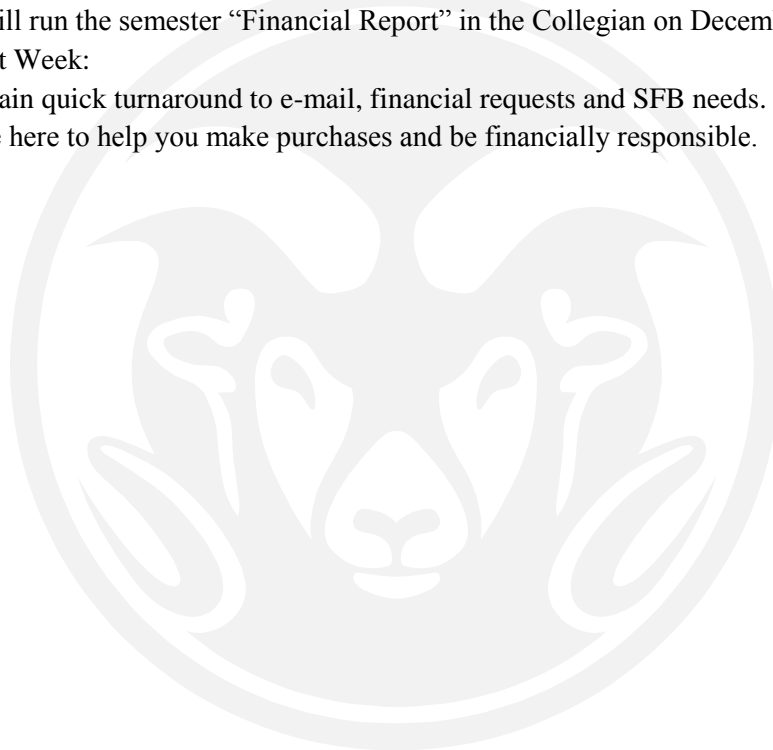 ill run the semester “Financial Report” in the Collegian on Decem
t Week:
ain quick turnaround to e-mail, financial requests and SFB needs.
e here to help you make purchases and be financially responsible.